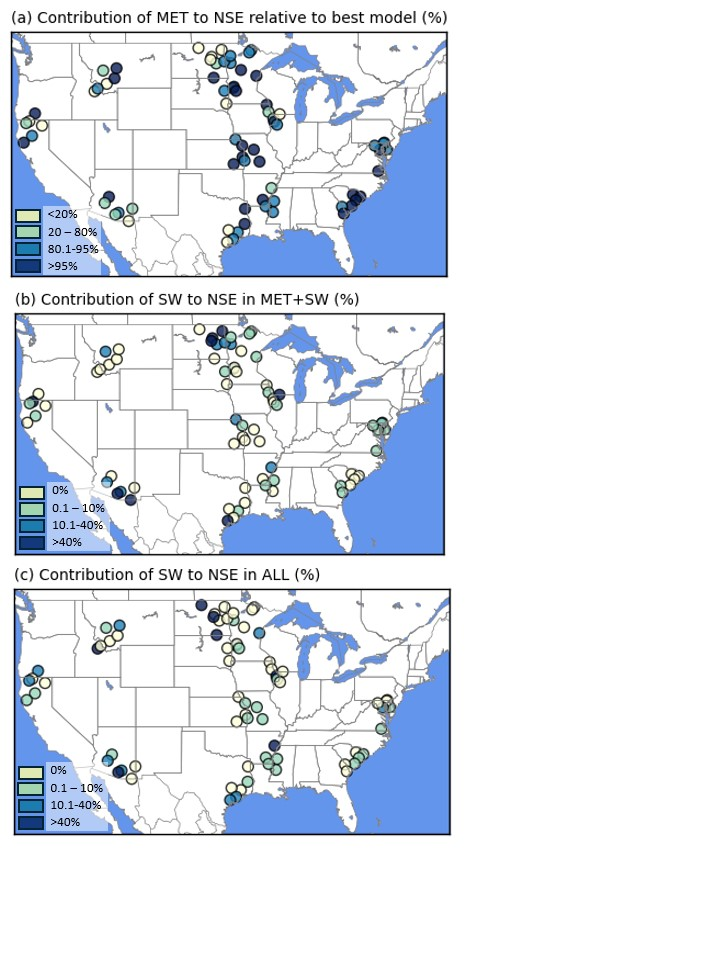 (a) Contribution of MET to NSE relative to best model (%)
<20%
20 – 80%
80.1-95%
>95%
(b) Contribution of SW to NSE in MET+SW (%)
0%
0.1 – 10%
10.1-40%
>40%
(c) Contribution of SW to NSE in ALL (%)
0%
0.1 – 10%
10.1-40%
>40%